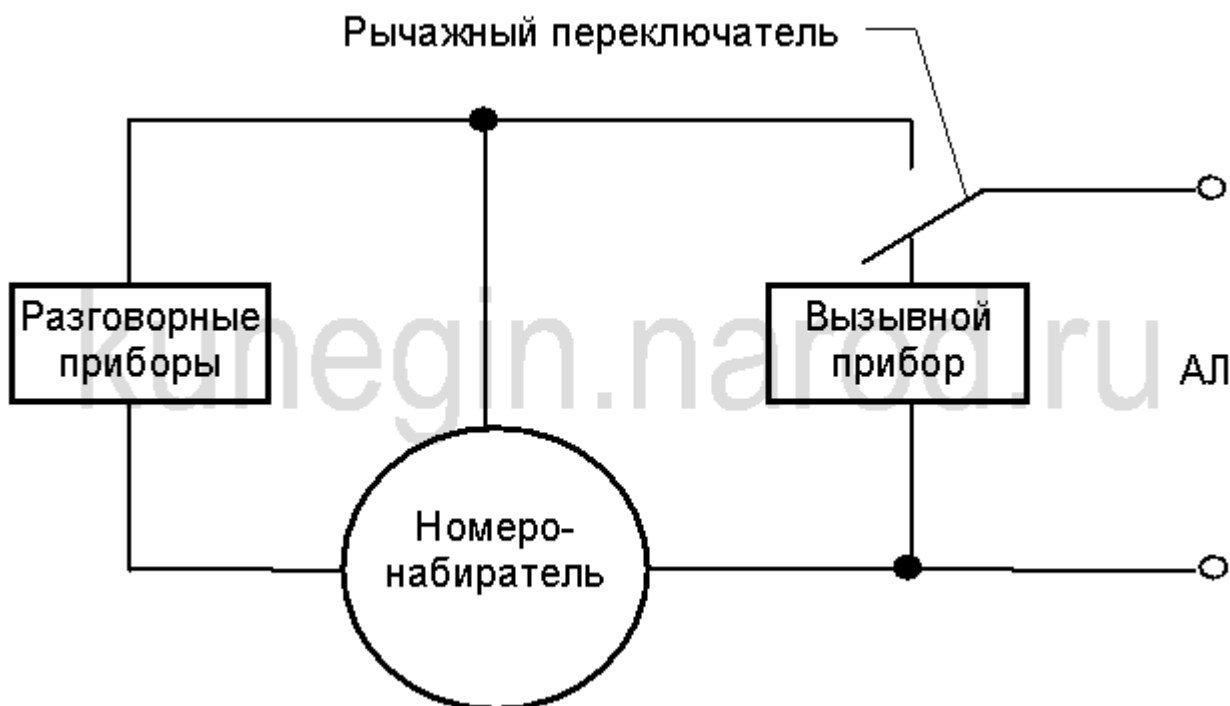 Рычажный переключатель
Разговорные
приборы
Вызывной
прибор
АЛ
kunegin.narod.ru
Номеро-
набиратель